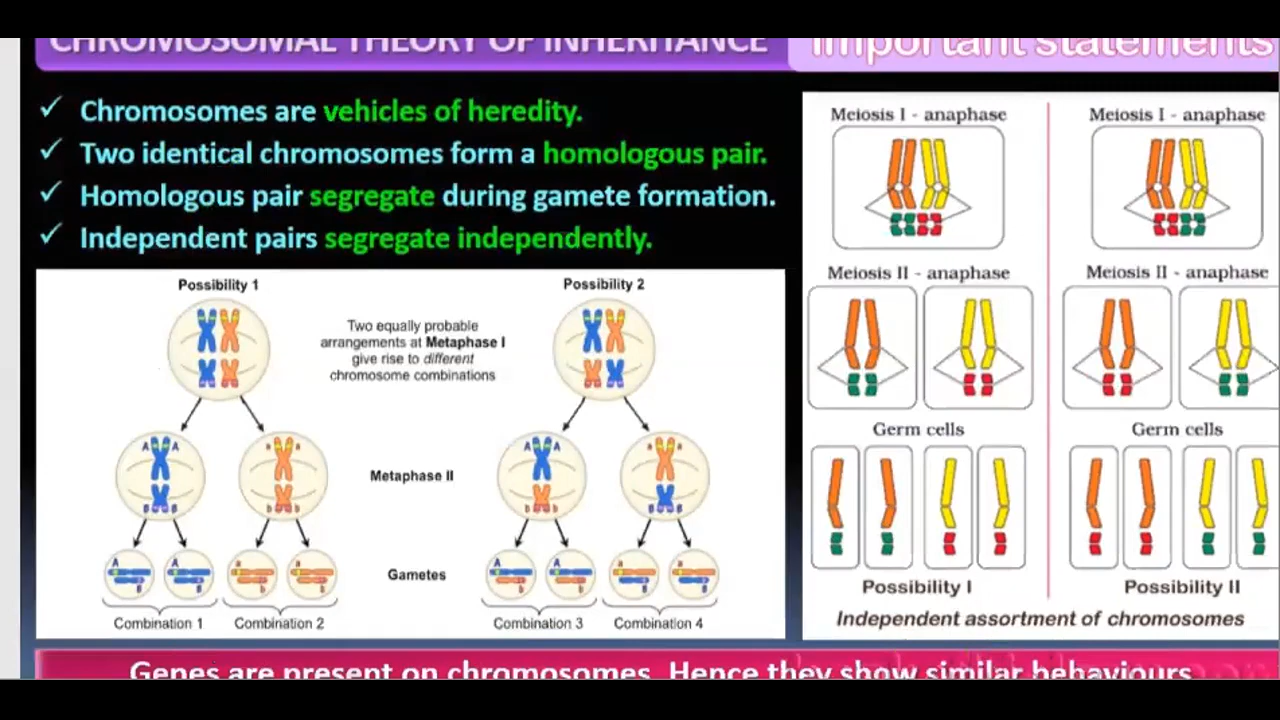 CHROMOSOMAL THEORY OF INHERITANCE
Important statements
✓ Chromosomes are vehicles of heredity.
✓ Two identical chromosomes form a homologous pair.
✓ Homologous pair segregate during gamete formation.
✓ Independent pairs segregate independently.
Possibility 1
Possibility 2
Two equally probable
arrangements at Metaphase I
give rise to different
chromosome combinations
A A
a a
A A
a a
Metaphase II
B B
b b
b b
B B
A
A
a
a
A
A
a
a
Gametes
B
B
b
b
b
b
B
B
Combination 1
Combination 2
Combination 3
Combination 4
Meiosis I - anaphase
Meiosis I - anaphase
Meiosis II - anaphase
Meiosis II - anaphase
Germ cells
Germ cells
Possibility I
Possibility II
Independent assortment of chromosomes
Genes are present on chromosomes. Hence they show similar behaviours